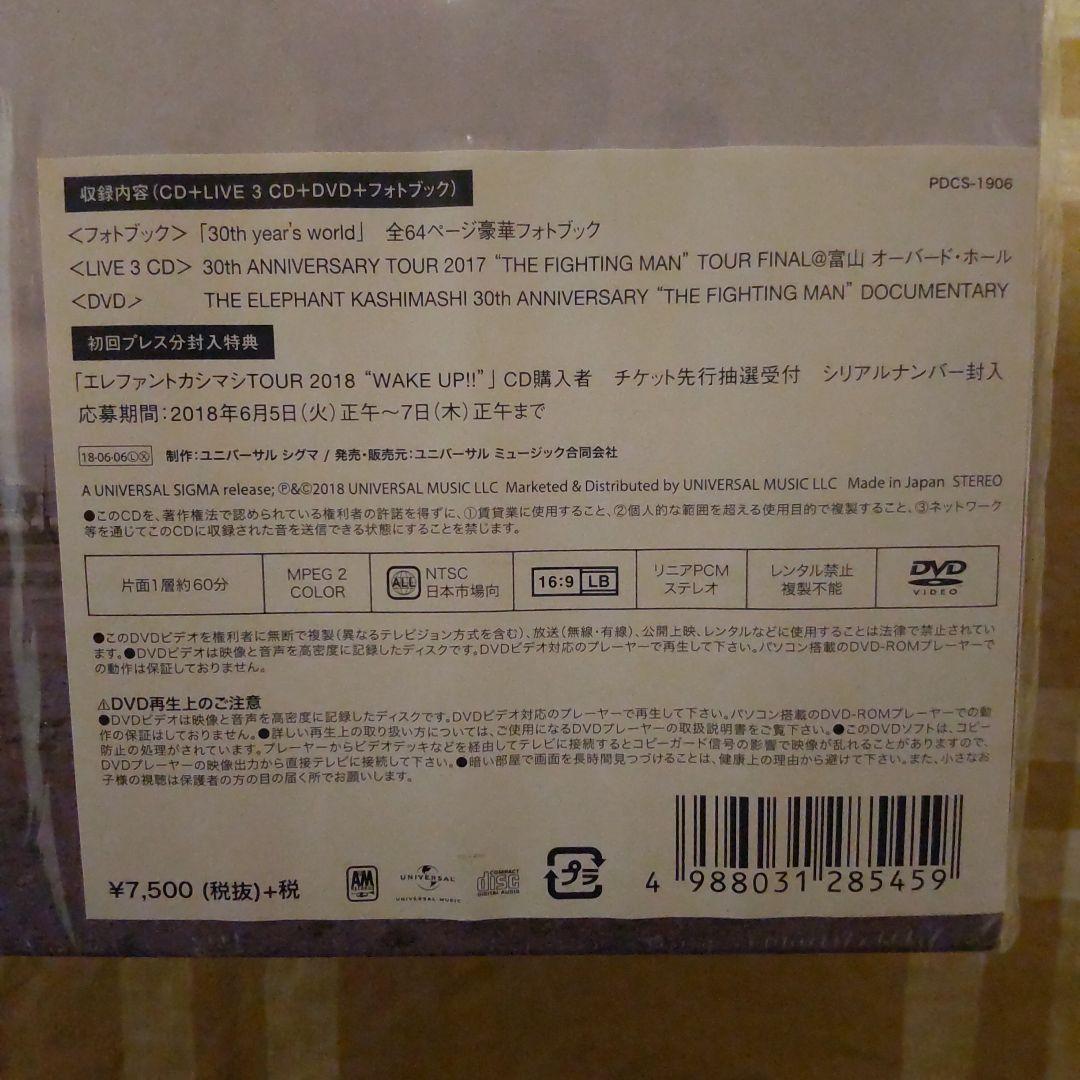 収録内容(CD+LIVE 3 CD+DVD+フォトブック)
PDCS-1906
<フォトブック>「30th year's world」 全64ページ豪華フォトブック
<LIVE 3 CD> 30th ANNIVERSARY TOUR 2017 “THE FIGHTING MAN” TOUR FINAL@富山 オーバード・ホール
<DVD> THE ELEPHANT KASHIMASHI 30th ANNIVERSARY “THE FIGHTING MAN” DOCUMENTARY
初回プレス分封入特典
「エレファントカシマシTOUR 2018 “WAKE UP!!”」CD購入者 チケット先行抽選受付 シリアルナンバー封入
応募期間:2018年6月5日(火)正午〜7日(木)正午まで
18・06・06ⓁⓍ 制作:ユニバーサル シグマ / 発売・販売元:ユニバーサル ミュージック合同会社
A UNIVERSAL SIGMA release; ℗&©2018 UNIVERSAL MUSIC LLC Marketed & Distributed by UNIVERSAL MUSIC LLC Made in Japan STEREO
●このCDを、著作権法で認められている権利者の許諾を得ずに、①賃貸業に使用すること、②個人的な範囲を超える使用目的で複製すること、③ネットワーク
等を通じてこのCDに収録された音を送信できる状態にすることを禁じます。
片面1層約60分
MPEG 2
COLOR
ALL
NTSC
日本市場向
16:9 LB
リニアPCM
ステレオ
レンタル禁止
複製不能
DVD
VIDEO
●このDVDビデオを権利者に無断で複製(異なるテレビジョン方式を含む)、放送(無線・有線)、公開上映、レンタルなどに使用することは法律で禁止されてい
ます。●DVDビデオは映像と音声を高密度に記録したディスクです。DVDビデオ対応のプレーヤーで再生して下さい。パソコン搭載のDVD-ROMプレーヤーで
の動作は保証しておりません。
⚠DVD再生上のご注意
●DVDビデオは映像と音声を高密度に記録したディスクです。DVDビデオ対応のプレーヤーで再生して下さい。パソコン搭載のDVD-ROMプレーヤーでの動
作の保証はしておりません。●詳しい再生上の取り扱い方については、ご使用になるDVDプレーヤーの取扱説明書をご覧下さい。●このDVDソフトは、コピー
防止の処理がされています。プレーヤーからビデオデッキなどを経由してテレビに接続するとコピーガード信号の影響で映像が乱れることがありますので、
DVDプレーヤーの映像出力から直接テレビに接続して下さい。●暗い部屋で画面を長時間見つづけることは、健康上の理由から避けて下さい。また、小さなお
子様の視聴は保護者の方の目の届く所でお願いします。
¥7,500 (税抜)+税
A&M
UNIVERSAL
UNIVERSAL MUSIC
COMPACT
disc
DIGITAL AUDIO
プラ
4 988031 285459